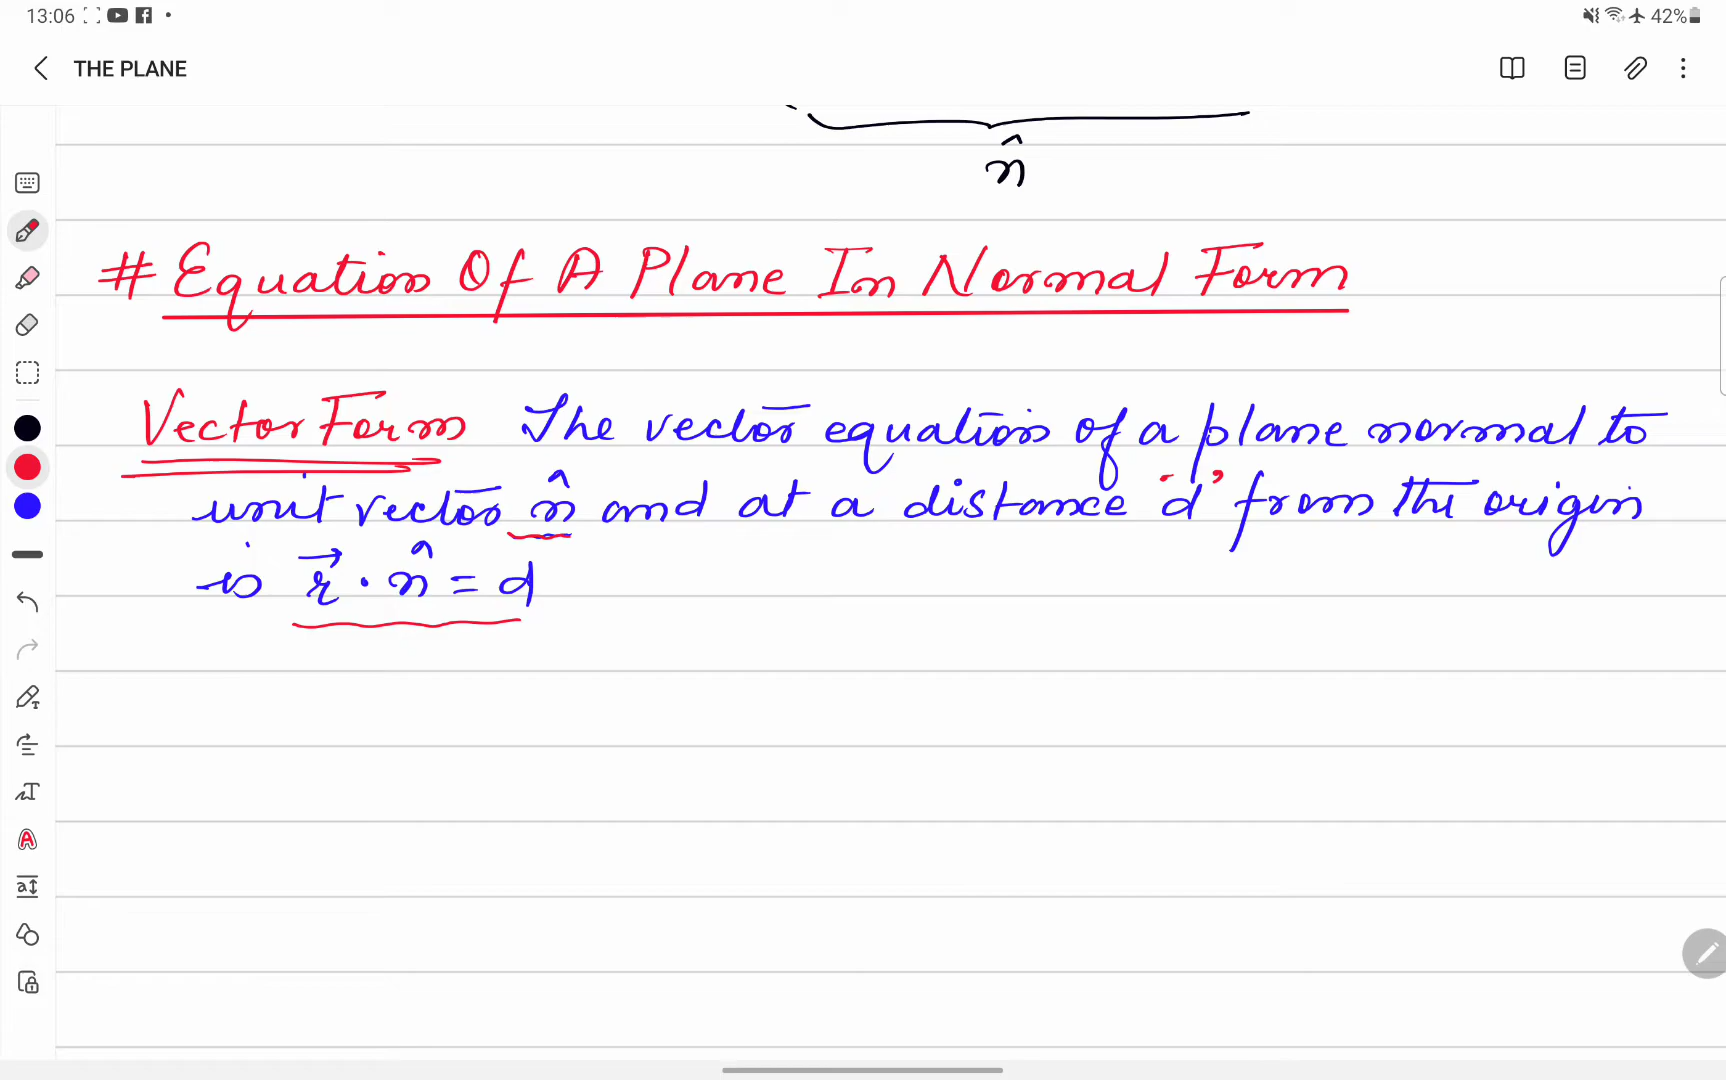 13:06
42%
THE PLANE
n̂
# Equation Of A Plane In Normal Form
Vector Form The vector equation of a plane normal to
unit vector n̂ and at a distance 'd' from the origin
is r⃗ · n̂ = d